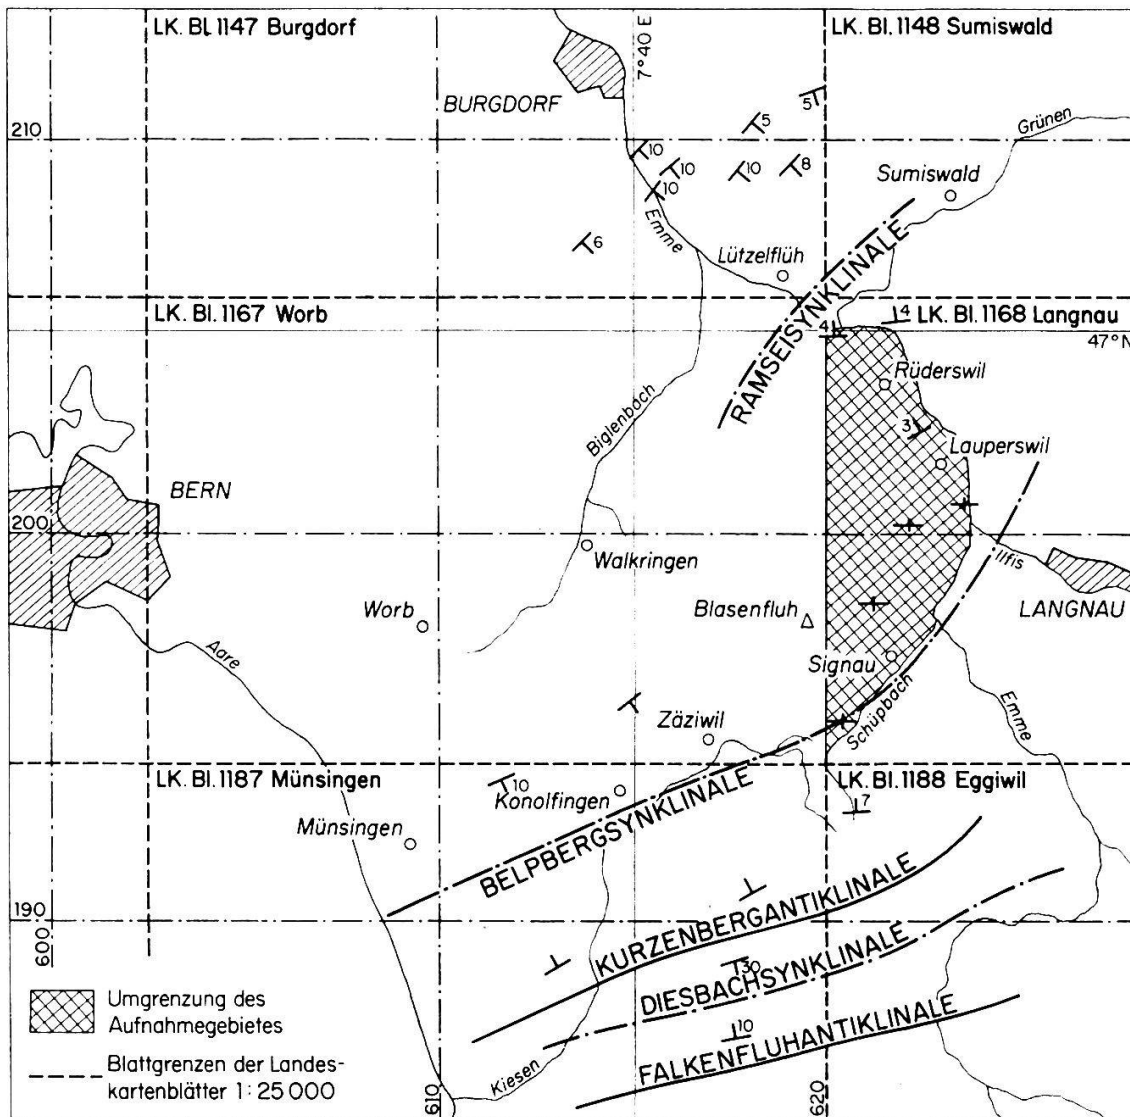 LK. Bl. 1147 Burgdorf
LK. Bl. 1148 Sumiswald
7°40 E
BURGDORF
5
5
Grünen
210
10
10
10
8
10
Sumiswald
Emme
6
Lützelflüh
RAMSEISYNKLINALE
LK. Bl. 1167 Worb
4
4
LK. Bl. 1168 Langnau
47°N
Rüderswil
Biglenbach
3
Lauperswil
BERN
200
Ilfis
Walkringen
LANGNAU
Worb
Blasenfluh
Aare
Signau
Schüpbach
Emme
Zäziwil
LK. Bl. 1187 Münsingen
LK. Bl. 1188 Eggiwil
10
Konolfingen
7
Münsingen
BELPBERGSYNKLINALE
KURZENBERGANTIKLINALE
190
600
30
DIESBACHSYNKLINALE
Umgrenzung des
Aufnahmegebietes
10
FALKENFLUHANTIKLINALE
Blattgrenzen der Landes-
kartenblätter 1:25 000
Kiesen
610
620